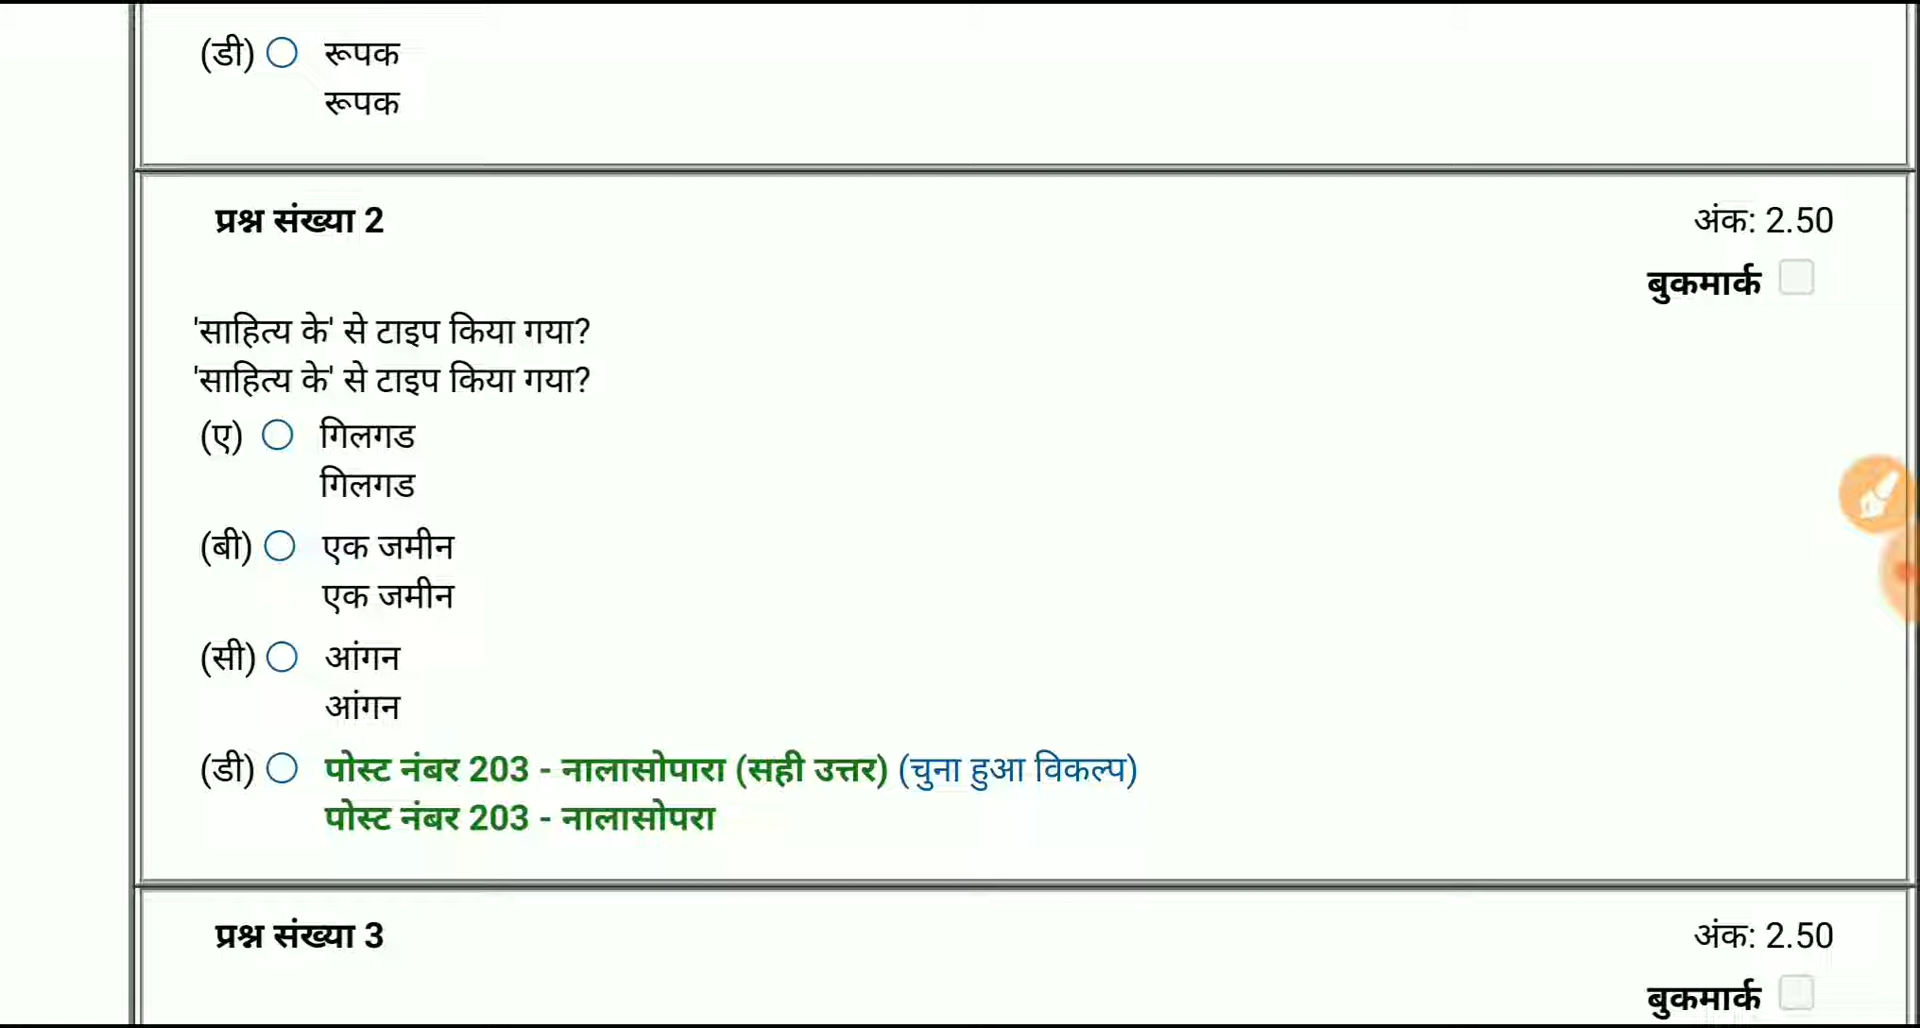 (डी) रूपक
रूपक
प्रश्न संख्या 2 अंक: 2.50
बुकमार्क
'साहित्य के' से टाइप किया गया?
'साहित्य के' से टाइप किया गया?
(ए) गिलगड
गिलगड
(बी) एक जमीन
एक जमीन
(सी) आंगन
आंगन
(डी) पोस्ट नंबर 203 - नालासोपारा (सही उत्तर) (चुना हुआ विकल्प)
पोस्ट नंबर 203 - नालासोपरा
प्रश्न संख्या 3 अंक: 2.50
बुकमार्क